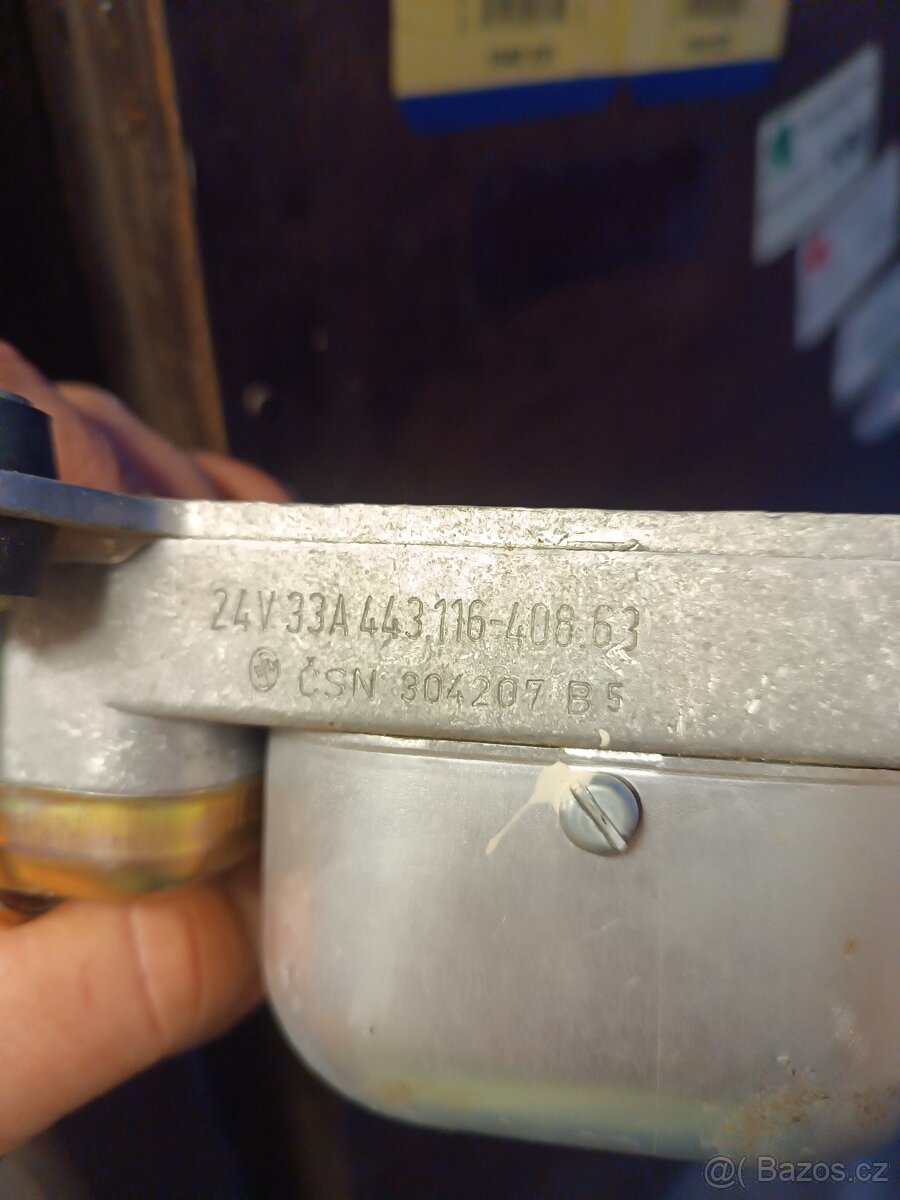 24V 33A 443.116-408.63
ČSN 304207 B5
@( Bazos.cz